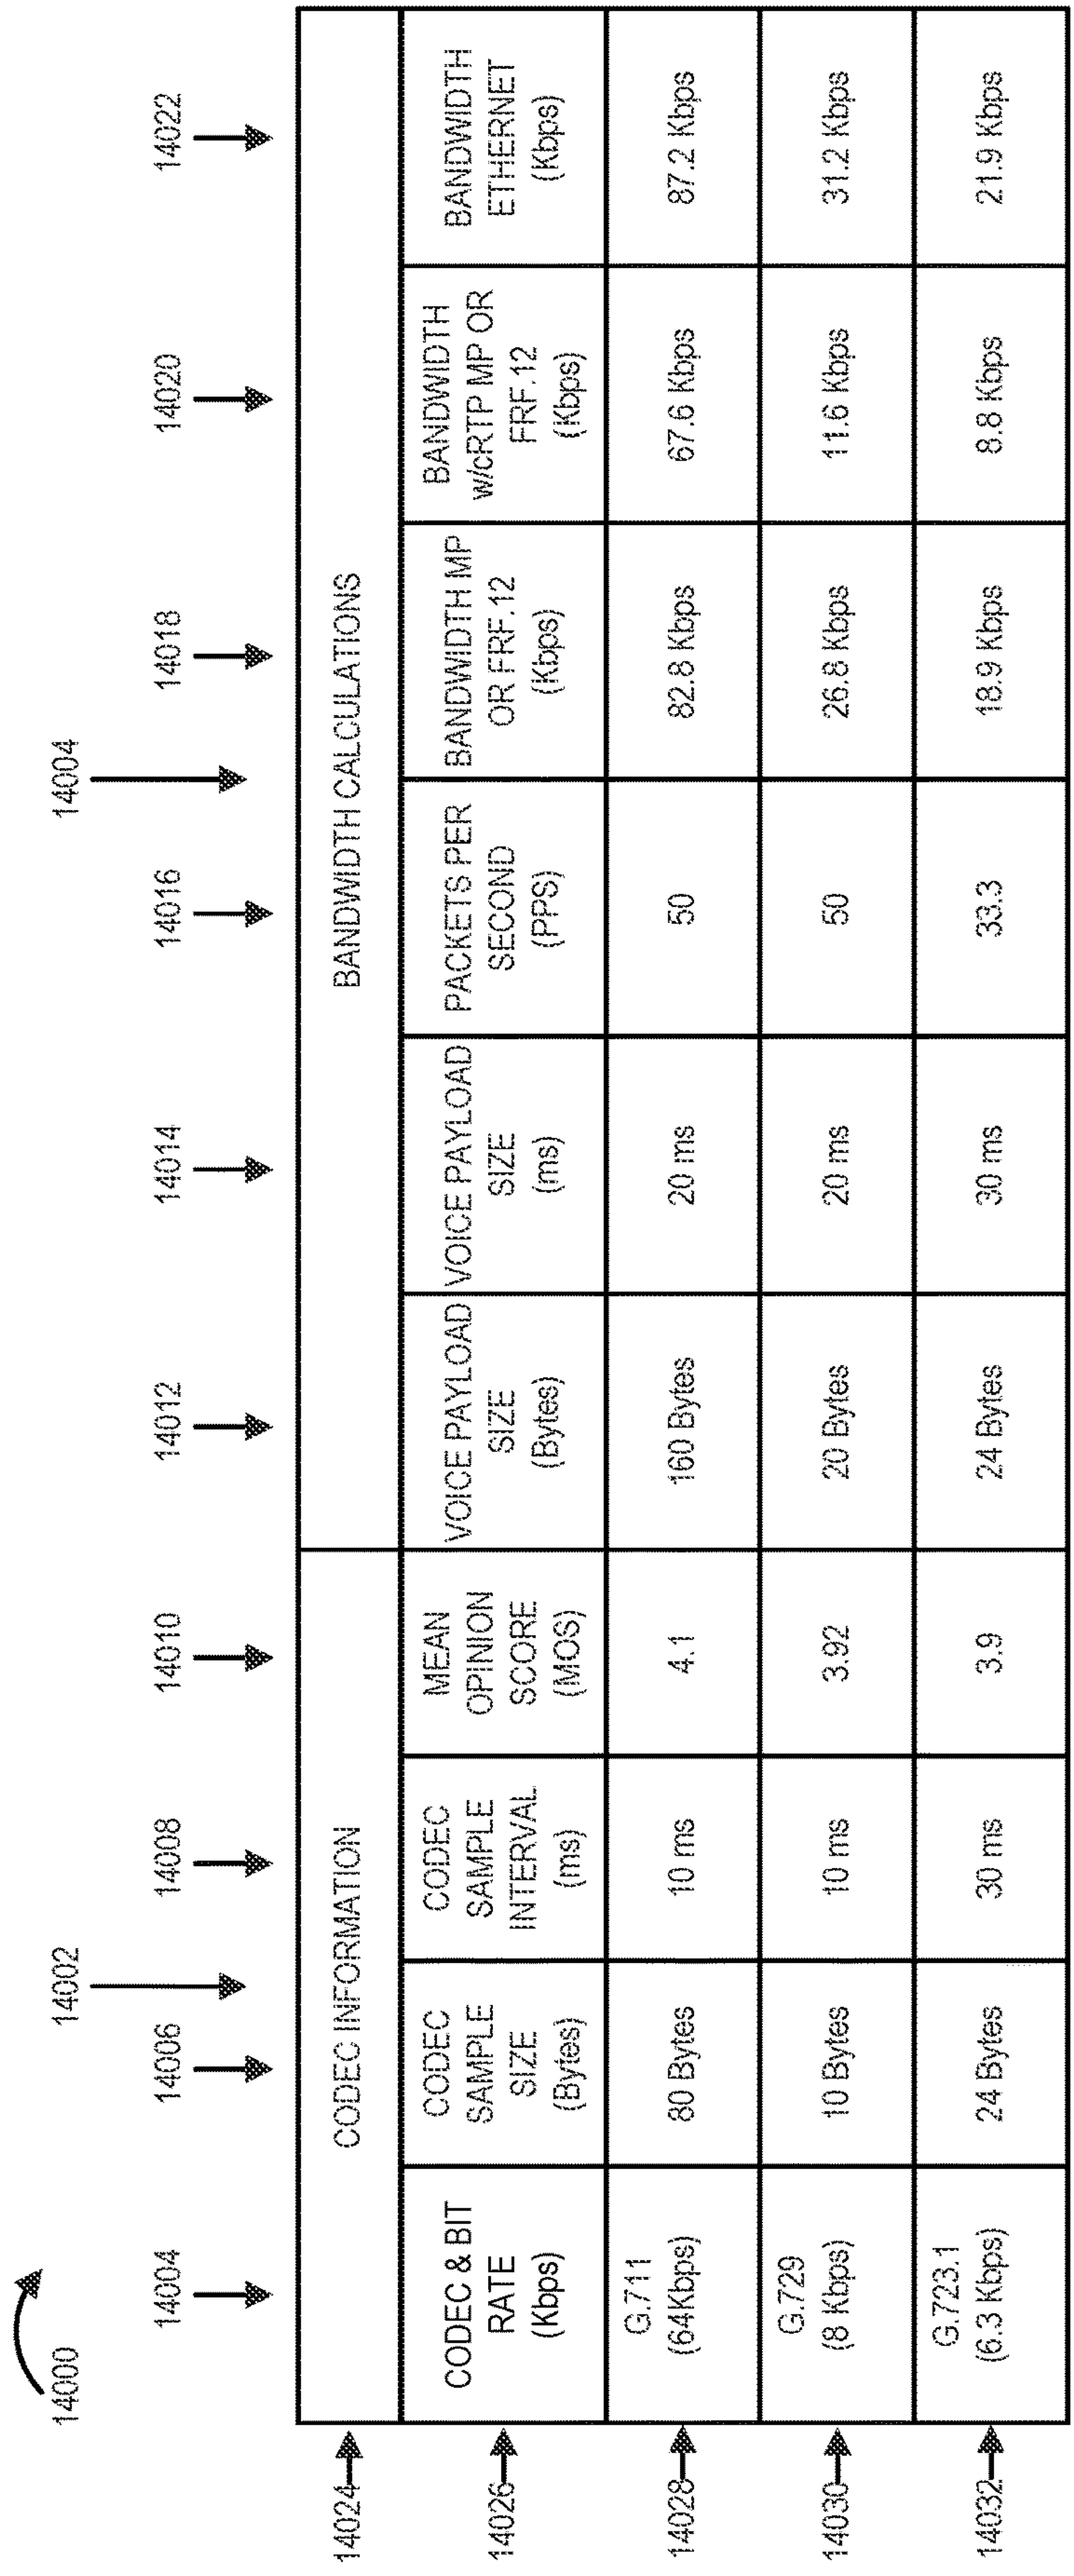 14000
14002
14004
14004
14006
14008
14010
14012
14014
14016
14018
14020
14022
14024
CODEC INFORMATION
BANDWIDTH CALCULATIONS
14026
CODEC & BIT
RATE
(Kbps)
CODEC
SAMPLE
SIZE
(Bytes)
CODEC
SAMPLE
INTERVAL
(ms)
MEAN
OPINION
SCORE
(MOS)
VOICE PAYLOAD
SIZE
(Bytes)
VOICE PAYLOAD
SIZE
(ms)
PACKETS PER
SECOND
(PPS)
BANDWIDTH MP
OR FRF.12
(Kbps)
BANDWIDTH
w/cRTP MP OR
FRF.12
(Kbps)
BANDWIDTH
ETHERNET
(Kbps)
14028
G.711
(64Kbps)
80 Bytes
10 ms
4.1
160 Bytes
20 ms
50
82.8 Kbps
67.6 Kbps
87.2 Kbps
14030
G.729
(8 Kbps)
10 Bytes
10 ms
3.92
20 Bytes
20 ms
50
26.8 Kbps
11.6 Kbps
31.2 Kbps
14032
G.723.1
(6.3 Kbps)
24 Bytes
30 ms
3.9
24 Bytes
30 ms
33.3
18.9 Kbps
8.8 Kbps
21.9 Kbps